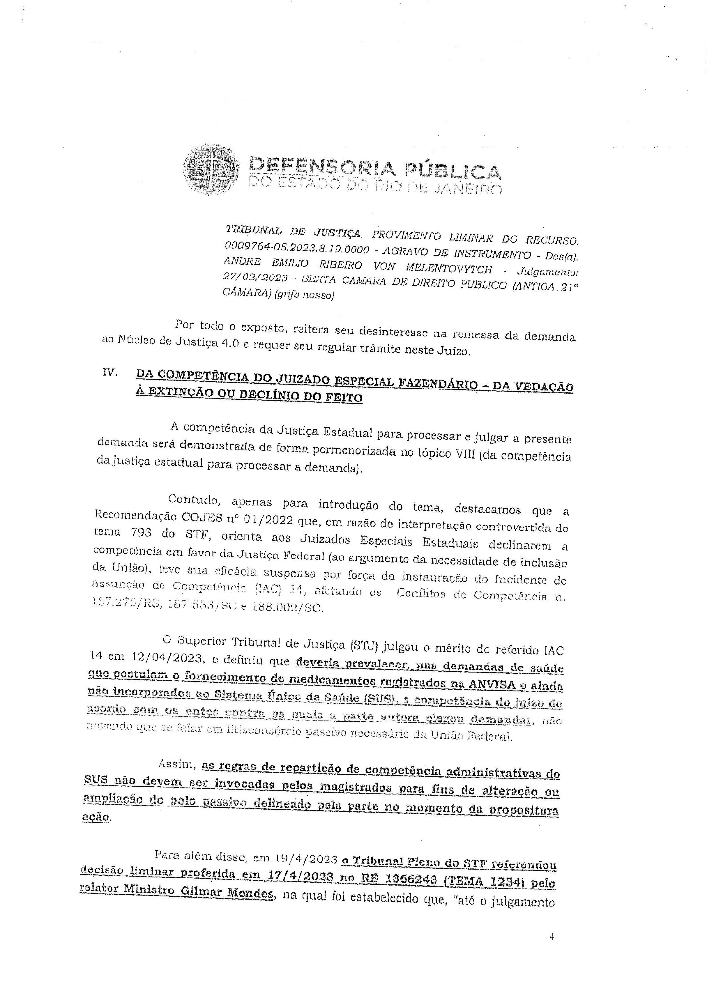 DEFENSORIA PÚBLICA
DO ESTADO DO RIO DE JANEIRO
TRIBUNAL DE JUSTIÇA. PROVIMENTO LIMINAR DO RECURSO.
0009764-05.2023.8.19.0000 - AGRAVO DE INSTRUMENTO - Des(a).
ANDRE EMILIO RIBEIRO VON MELENTOVYTCH - Julgamento:
27/02/2023 - SEXTA CAMARA DE DIREITO PUBLICO (ANTIGA 21ª
CÂMARA) (grifo nosso)
Por todo o exposto, reitera seu desinteresse na remessa da demanda
ao Núcleo de Justiça 4.0 e requer seu regular trâmite neste Juízo.
IV. DA COMPETÊNCIA DO JUIZADO ESPECIAL FAZENDÁRIO – DA VEDAÇÃO
À EXTINÇÃO OU DECLÍNIO DO FEITO
A competência da Justiça Estadual para processar e julgar a presente
demanda será demonstrada de forma pormenorizada no tópico VIII (da competência
da justiça estadual para processar a demanda).
Contudo, apenas para introdução do tema, destacamos que a
Recomendação COJES nº 01/2022 que, em razão de interpretação controvertida do
tema 793 do STF, orienta aos Juizados Especiais Estaduais declinarem a
competência em favor da Justiça Federal (ao argumento da necessidade de inclusão
da União), teve sua eficácia suspensa por força da instauração do Incidente de
Assunção de Competência (IAC) 14, afetando os Conflitos de Competência n.
187.276/RS, 187.533/SC e 188.002/SC.
O Superior Tribunal de Justiça (STJ) julgou o mérito do referido IAC
14 em 12/04/2023, e definiu que deveria prevalecer, nas demandas de saúde
que postulam o fornecimento de medicamentos registrados na ANVISA e ainda
não incorporados ao Sistema Único de Saúde (SUS), a competência do juízo de
acordo com os entes contra os quais a parte autora elegeu demandar, não
havendo que se falar em litisconsórcio passivo necessário da União Federal.
Assim, as regras de repartição de competência administrativas do
SUS não devem ser invocadas pelos magistrados para fins de alteração ou
ampliação do polo passivo delineado pela parte no momento da propositura
ação.
Para além disso, em 19/4/2023 o Tribunal Pleno do STF referendou
decisão liminar proferida em 17/4/2023 no RE 1366243 (TEMA 1234) pelo
relator Ministro Gilmar Mendes, na qual foi estabelecido que, "até o julgamento
4